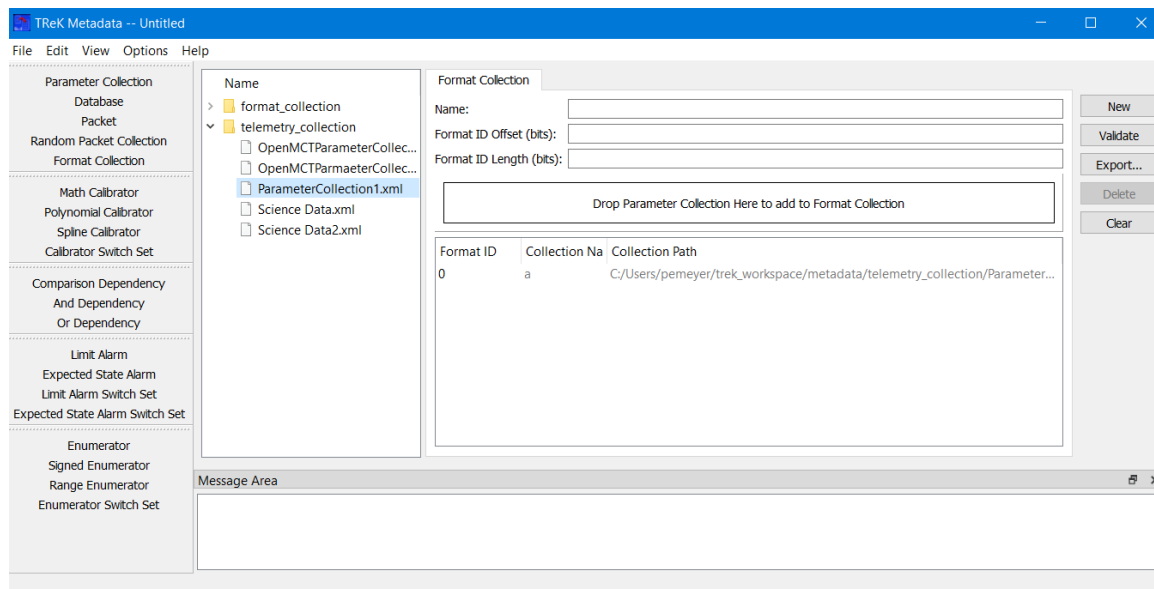 TReK Metadata -- Untitled
File Edit View Options Help
Parameter Collection
Database
Packet
Random Packet Collection
Format Collection
Math Calibrator
Polynomial Calibrator
Spline Calibrator
Calibrator Switch Set
Comparison Dependency
And Dependency
Or Dependency
Limit Alarm
Expected State Alarm
Limit Alarm Switch Set
Expected State Alarm Switch Set
Enumerator
Signed Enumerator
Range Enumerator
Enumerator Switch Set
Name
format_collection
telemetry_collection
OpenMCTParameterCollec...
OpenMCTParmaeterCollec...
ParameterCollection1.xml
Science Data.xml
Science Data2.xml
Format Collection
Name:
Format ID Offset (bits):
Format ID Length (bits):
Drop Parameter Collection Here to add to Format Collection
Format ID Collection Na Collection Path
0 a C:/Users/pemeyer/trek_workspace/metadata/telemetry_collection/Parameter...
New
Validate
Export...
Delete
Clear
Message Area